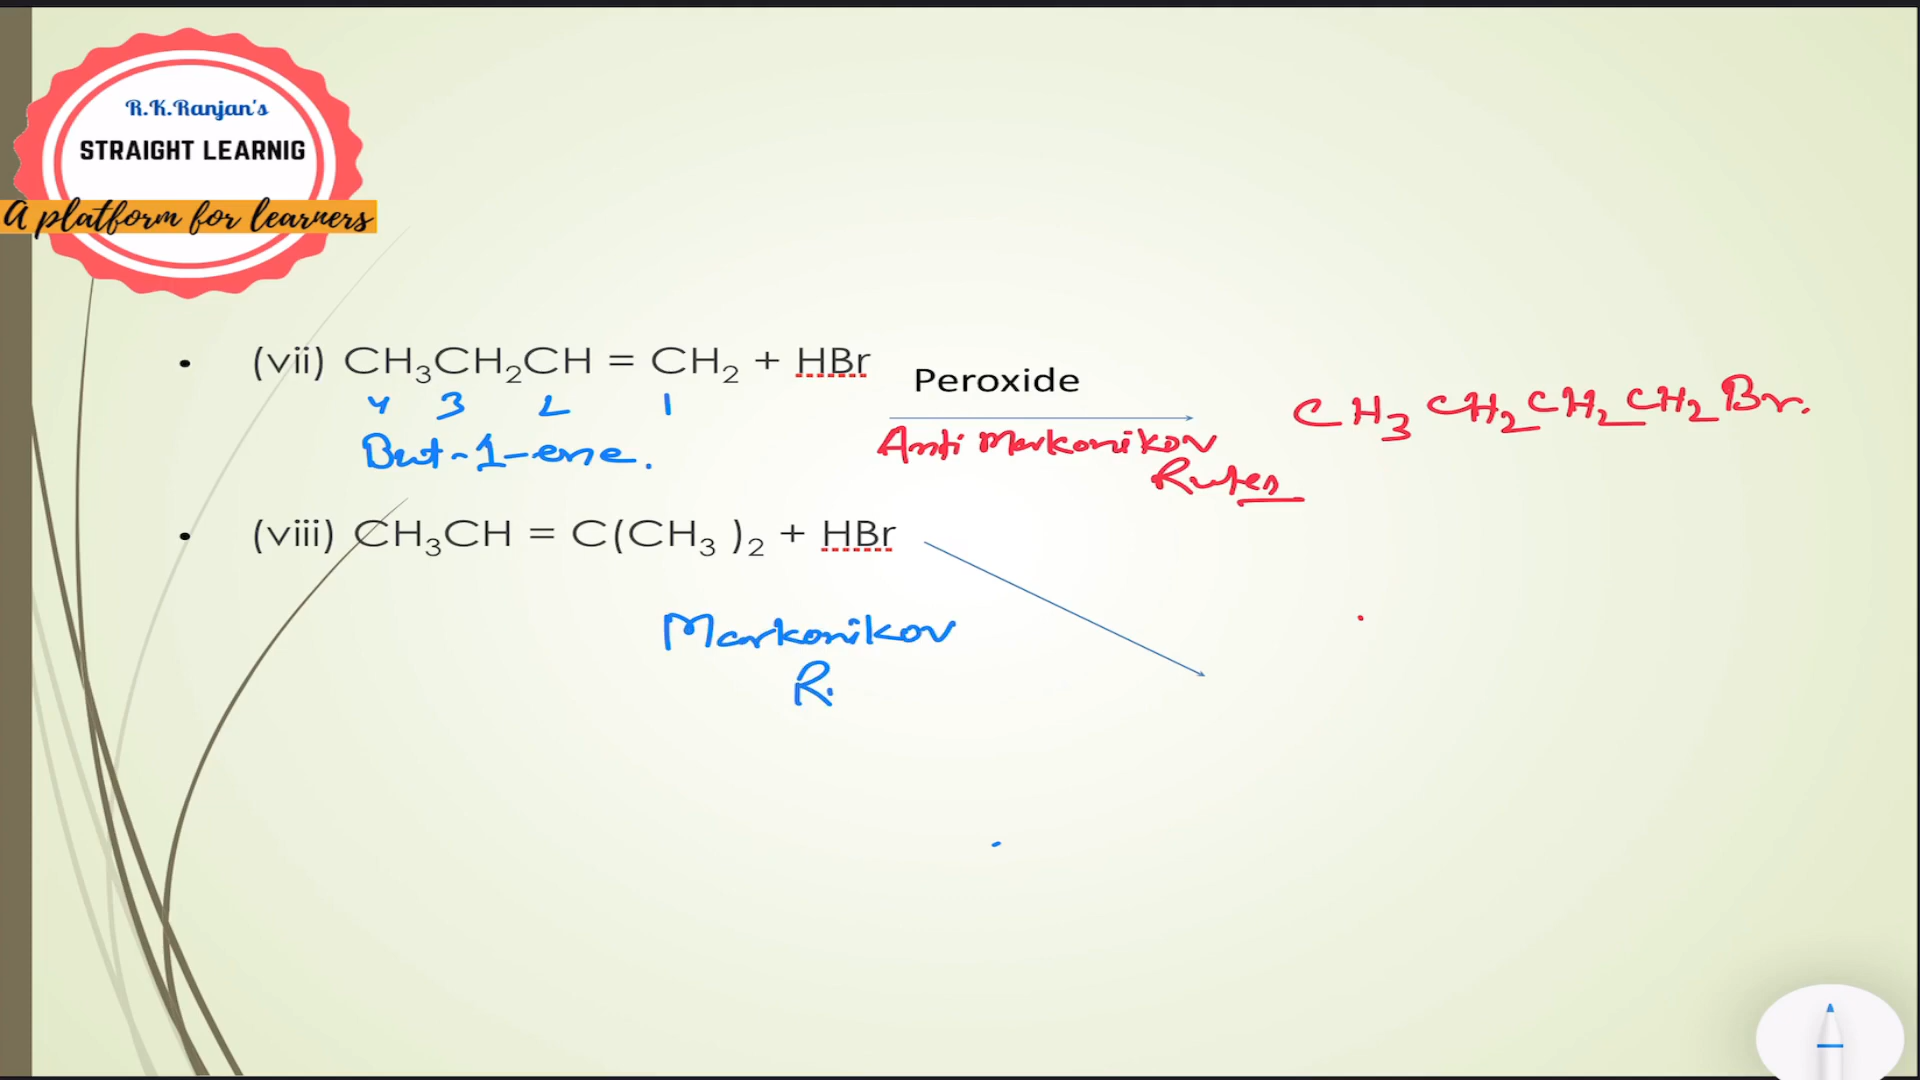 R.K.Ranjan's
STRAIGHT LEARNIG
A platform for learners
• (vii) CH₃CH₂CH = CH₂ + HBr
Peroxide
4 3 2 1
CH₃ CH₂ CH₂ CH₂ Br.
But-1-ene.
Anti Markonikov
Rules
• (viii) CH₃CH = C(CH₃ )₂ + HBr
Markonikov
R.